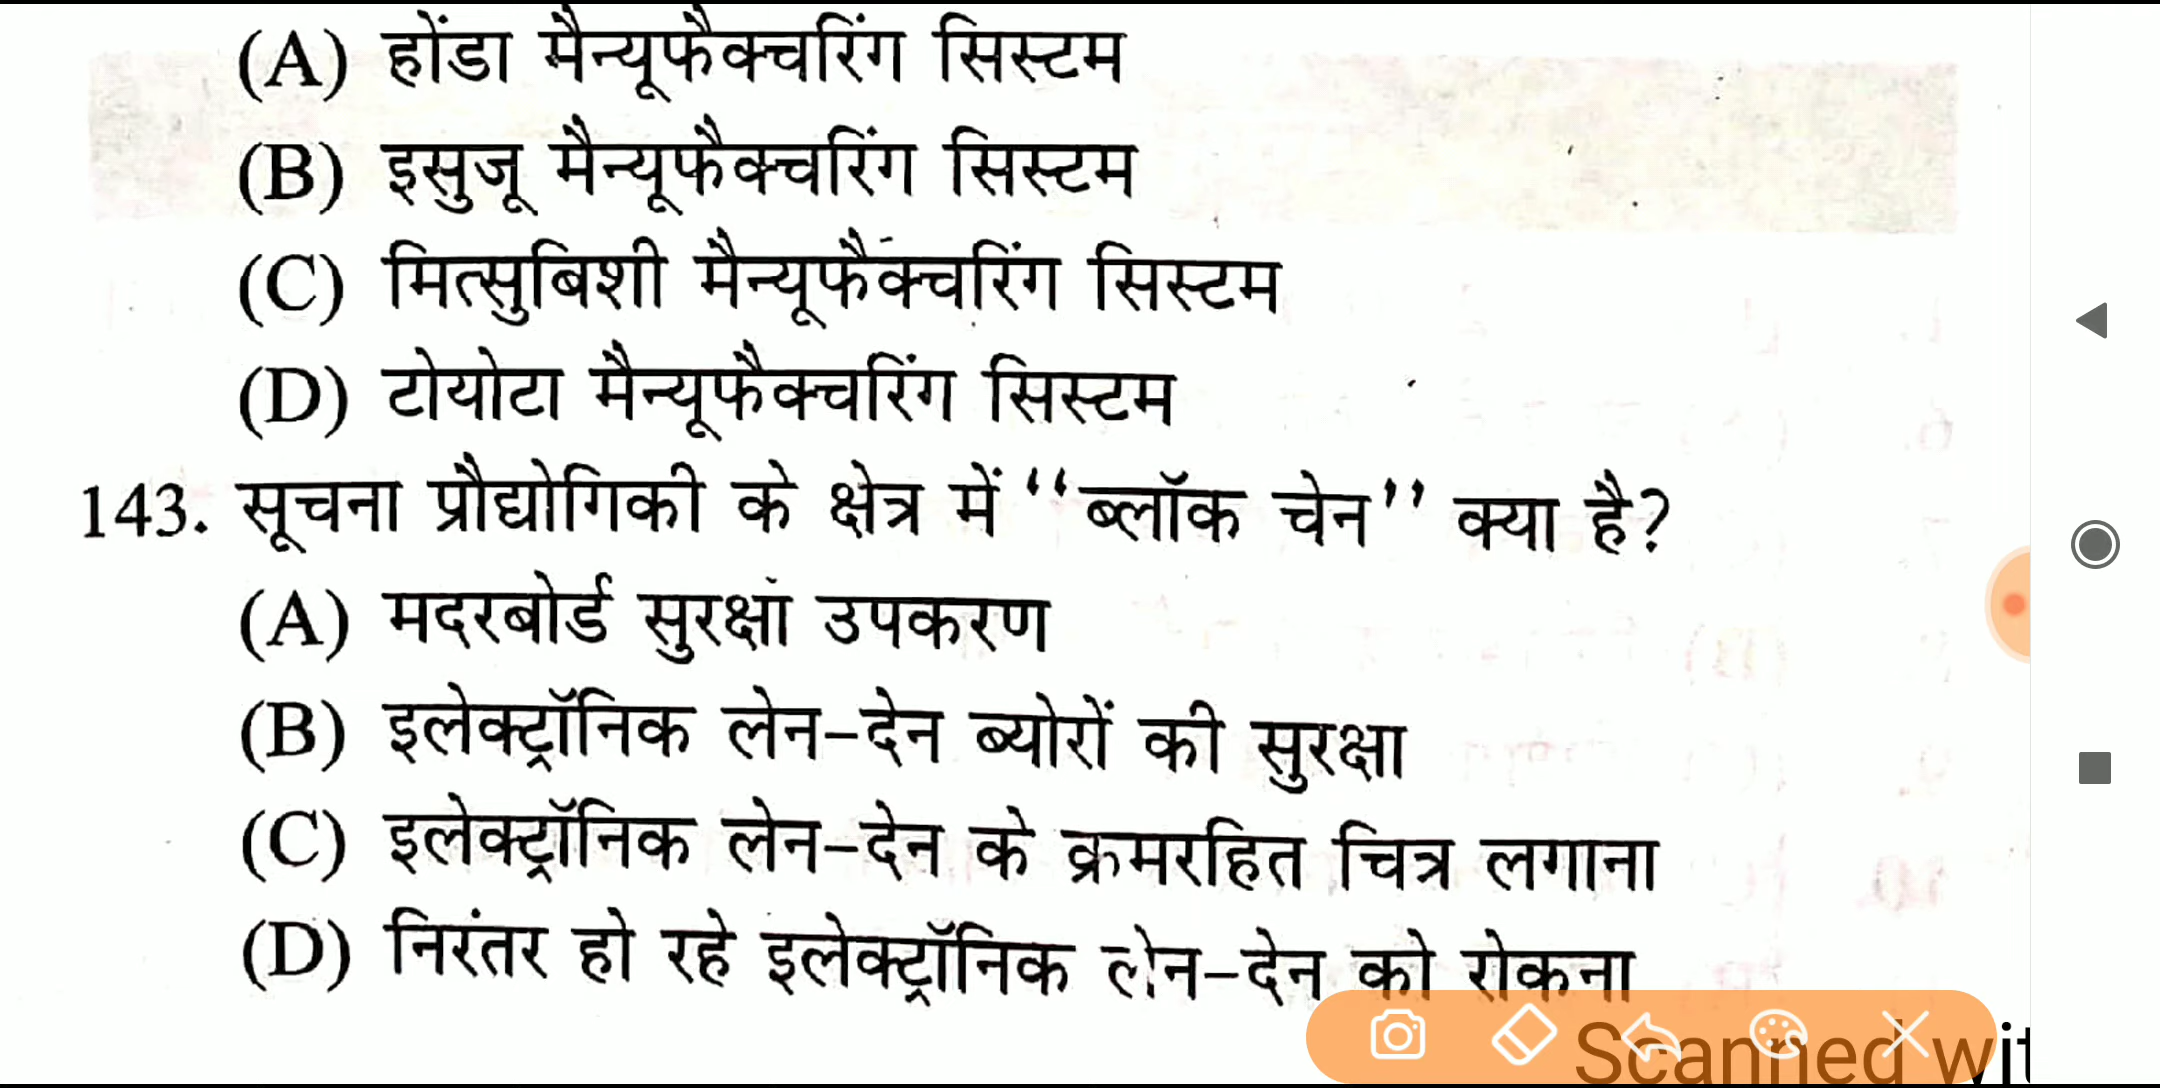 (A) होंडा मैन्यूफैक्चरिंग सिस्टम
(B) इसुजू मैन्यूफैक्चरिंग सिस्टम
(C) मित्सुबिशी मैन्यूफैक्चरिंग सिस्टम
(D) टोयोटा मैन्यूफैक्चरिंग सिस्टम
143. सूचना प्रौद्योगिकी के क्षेत्र में ‘‘ब्लॉक चेन’’ क्या है?
(A) मदरबोर्ड सुरक्षा उपकरण
(B) इलेक्ट्रॉनिक लेन-देन ब्योरों की सुरक्षा
(C) इलेक्ट्रॉनिक लेन-देन के क्रमरहित चित्र लगाना
(D) निरंतर हो रहे इलेक्ट्रॉनिक लेन-देन को रोकना
Scanned wit